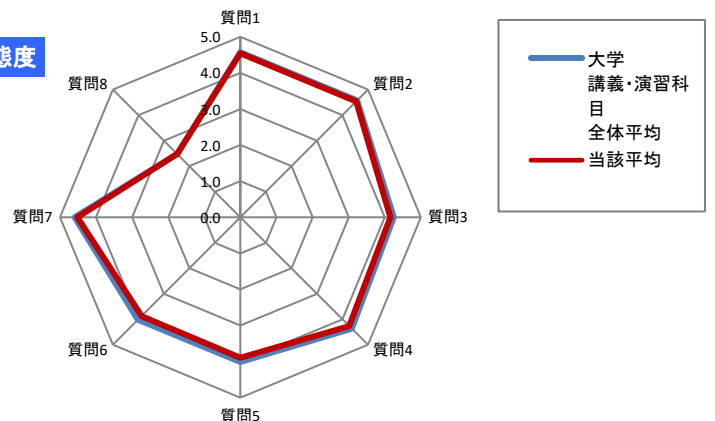 態度
質問1
5.0
4.0
3.0
2.0
1.0
0.0
質問2
質問3
質問4
質問5
質問6
質問7
質問8
大学
講義・演習科
目
全体平均
当該平均